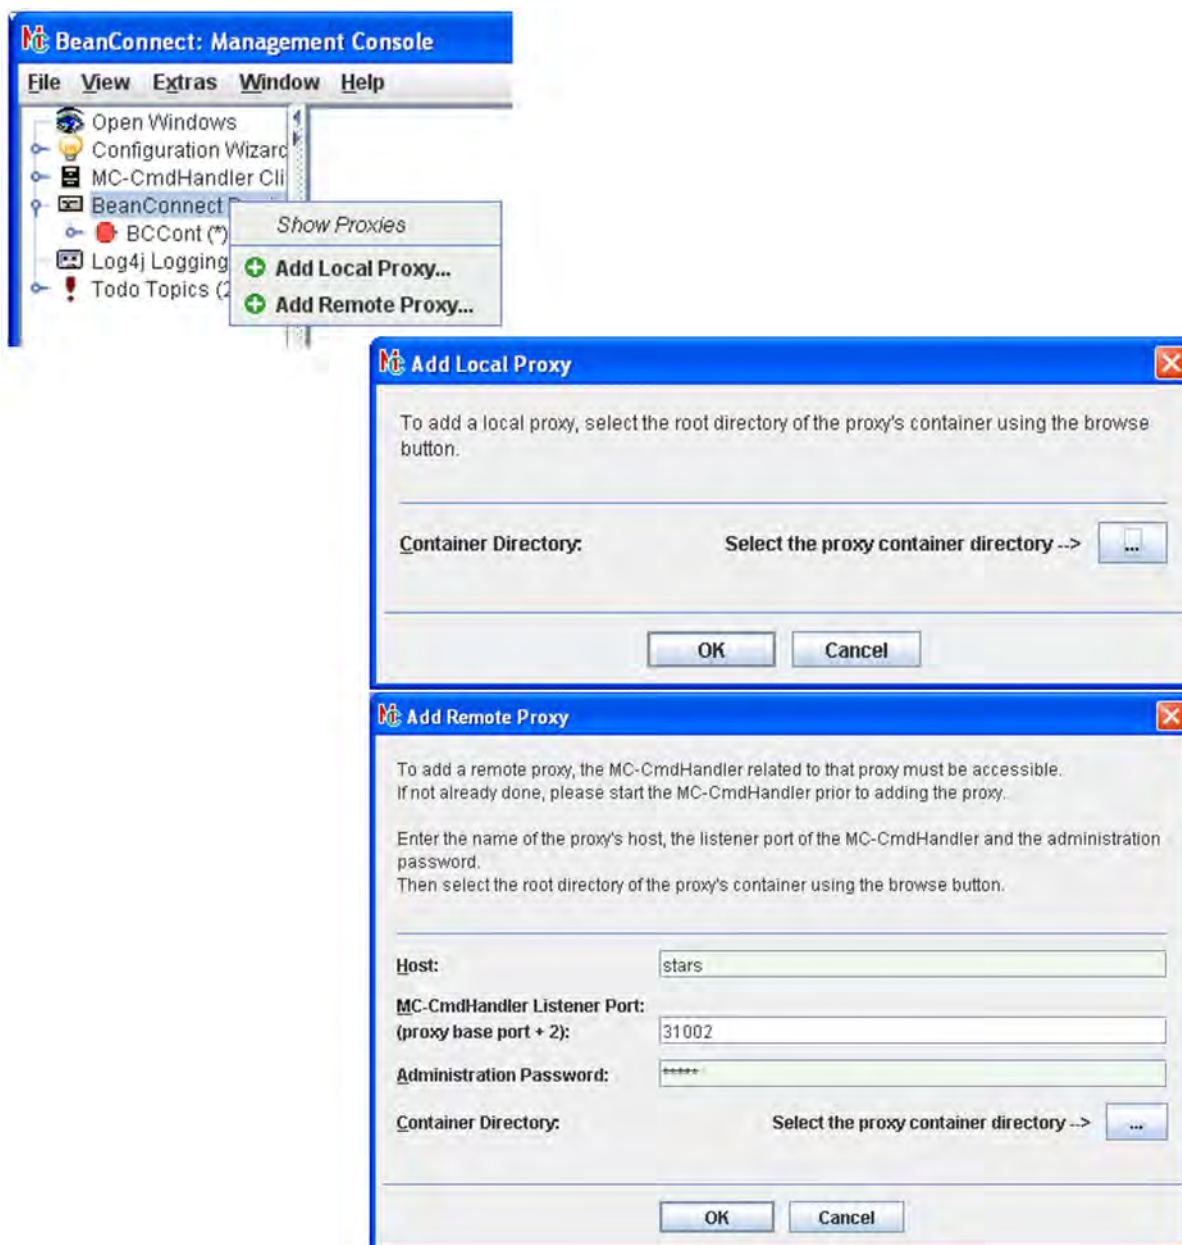 BeanConnect: Management Console
File View Extras Window Help
Open Windows
Configuration Wizard
MC-CmdHandler Cli
BeanConnect
BCCont (*)
Log4j Logging
Todo Topics (2
Show Proxies
Add Local Proxy...
Add Remote Proxy...
Add Local Proxy
To add a local proxy, select the root directory of the proxy's container using the browse
button.
Container Directory: Select the proxy container directory --> ...
OK Cancel
Add Remote Proxy
To add a remote proxy, the MC-CmdHandler related to that proxy must be accessible.
If not already done, please start the MC-CmdHandler prior to adding the proxy.
Enter the name of the proxy's host, the listener port of the MC-CmdHandler and the administration
password.
Then select the root directory of the proxy's container using the browse button.
Host: stars
MC-CmdHandler Listener Port:
(proxy base port + 2): 31002
Administration Password: *****
Container Directory: Select the proxy container directory --> ...
OK Cancel